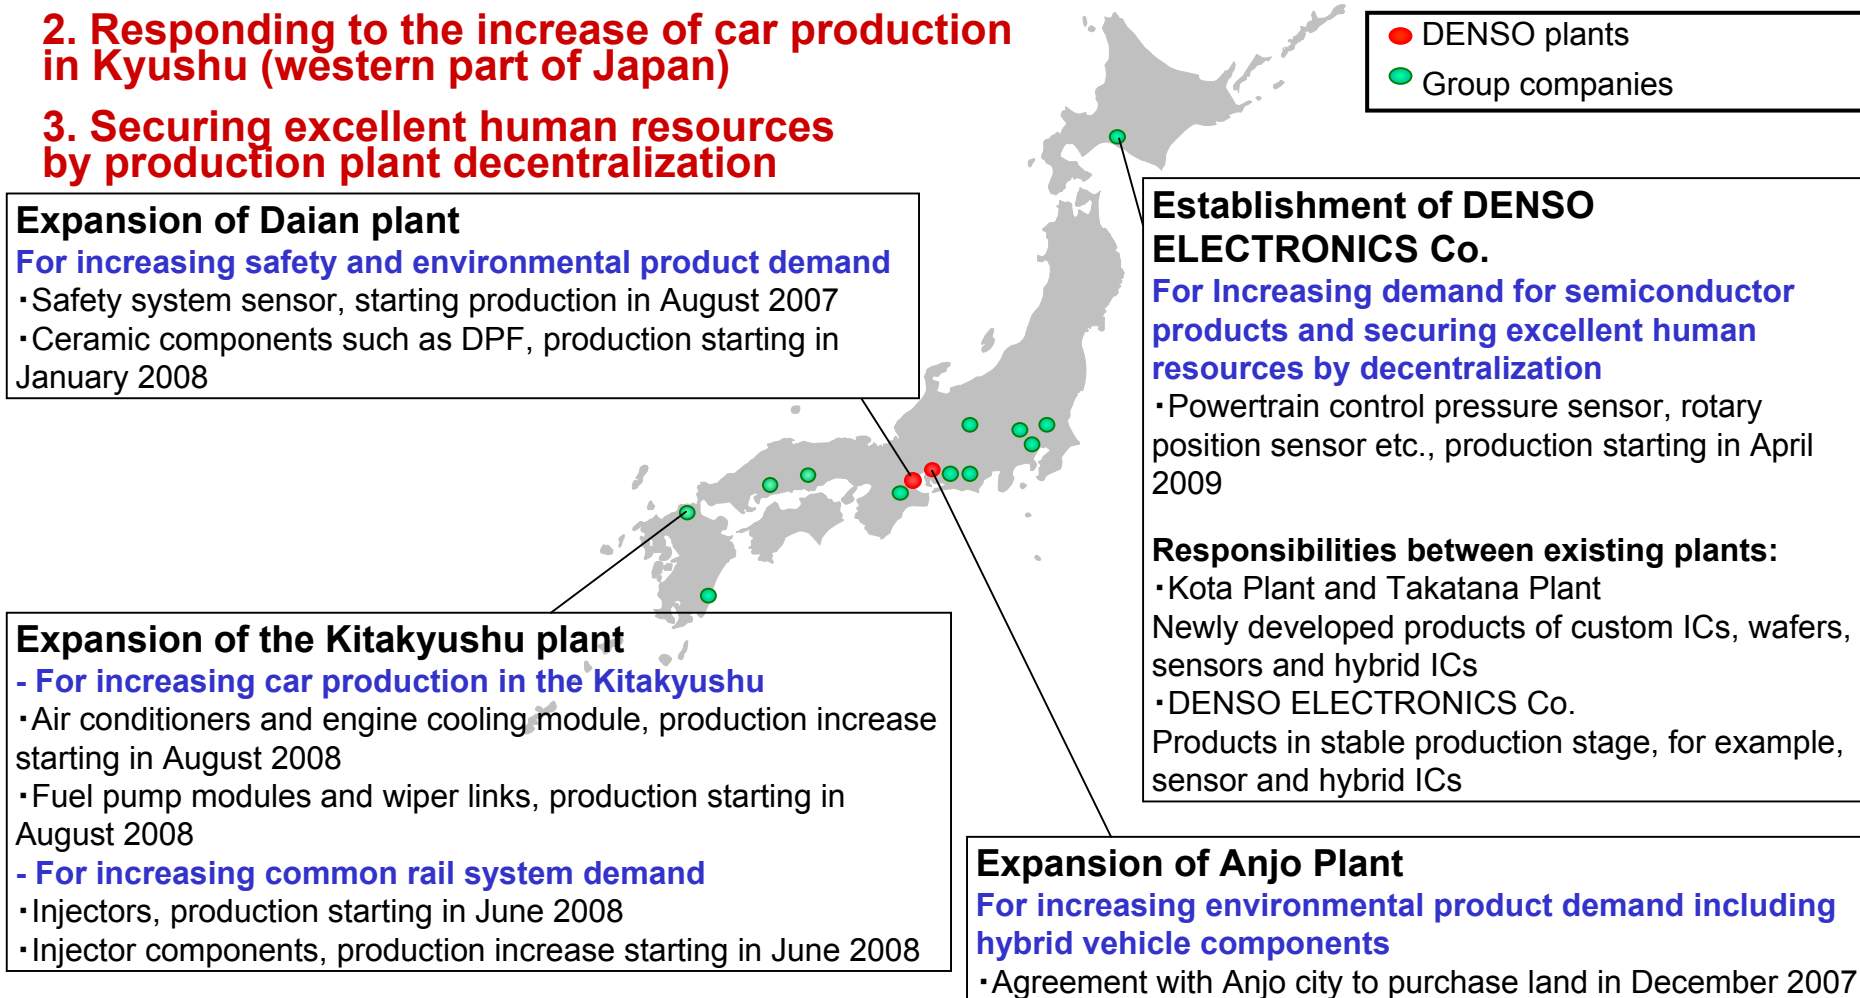 2. Responding to the increase of car production
in Kyushu (western part of Japan)
3. Securing excellent human resources
by production plant decentralization
DENSO plants
Group companies
Expansion of Daian plant
For increasing safety and environmental product demand
・Safety system sensor, starting production in August 2007
・Ceramic components such as DPF, production starting in
January 2008
Establishment of DENSO
ELECTRONICS Co.
For Increasing demand for semiconductor
products and securing excellent human
resources by decentralization
・Powertrain control pressure sensor, rotary
position sensor etc., production starting in April
2009
Responsibilities between existing plants:
・Kota Plant and Takatana Plant
Newly developed products of custom ICs, wafers,
sensors and hybrid ICs
・DENSO ELECTRONICS Co.
Products in stable production stage, for example,
sensor and hybrid ICs
Expansion of the Kitakyushu plant
- For increasing car production in the Kitakyushu
・Air conditioners and engine cooling module, production increase
starting in August 2008
・Fuel pump modules and wiper links, production starting in
August 2008
- For increasing common rail system demand
・Injectors, production starting in June 2008
・Injector components, production increase starting in June 2008
Expansion of Anjo Plant
For increasing environmental product demand including
hybrid vehicle components
・Agreement with Anjo city to purchase land in December 2007